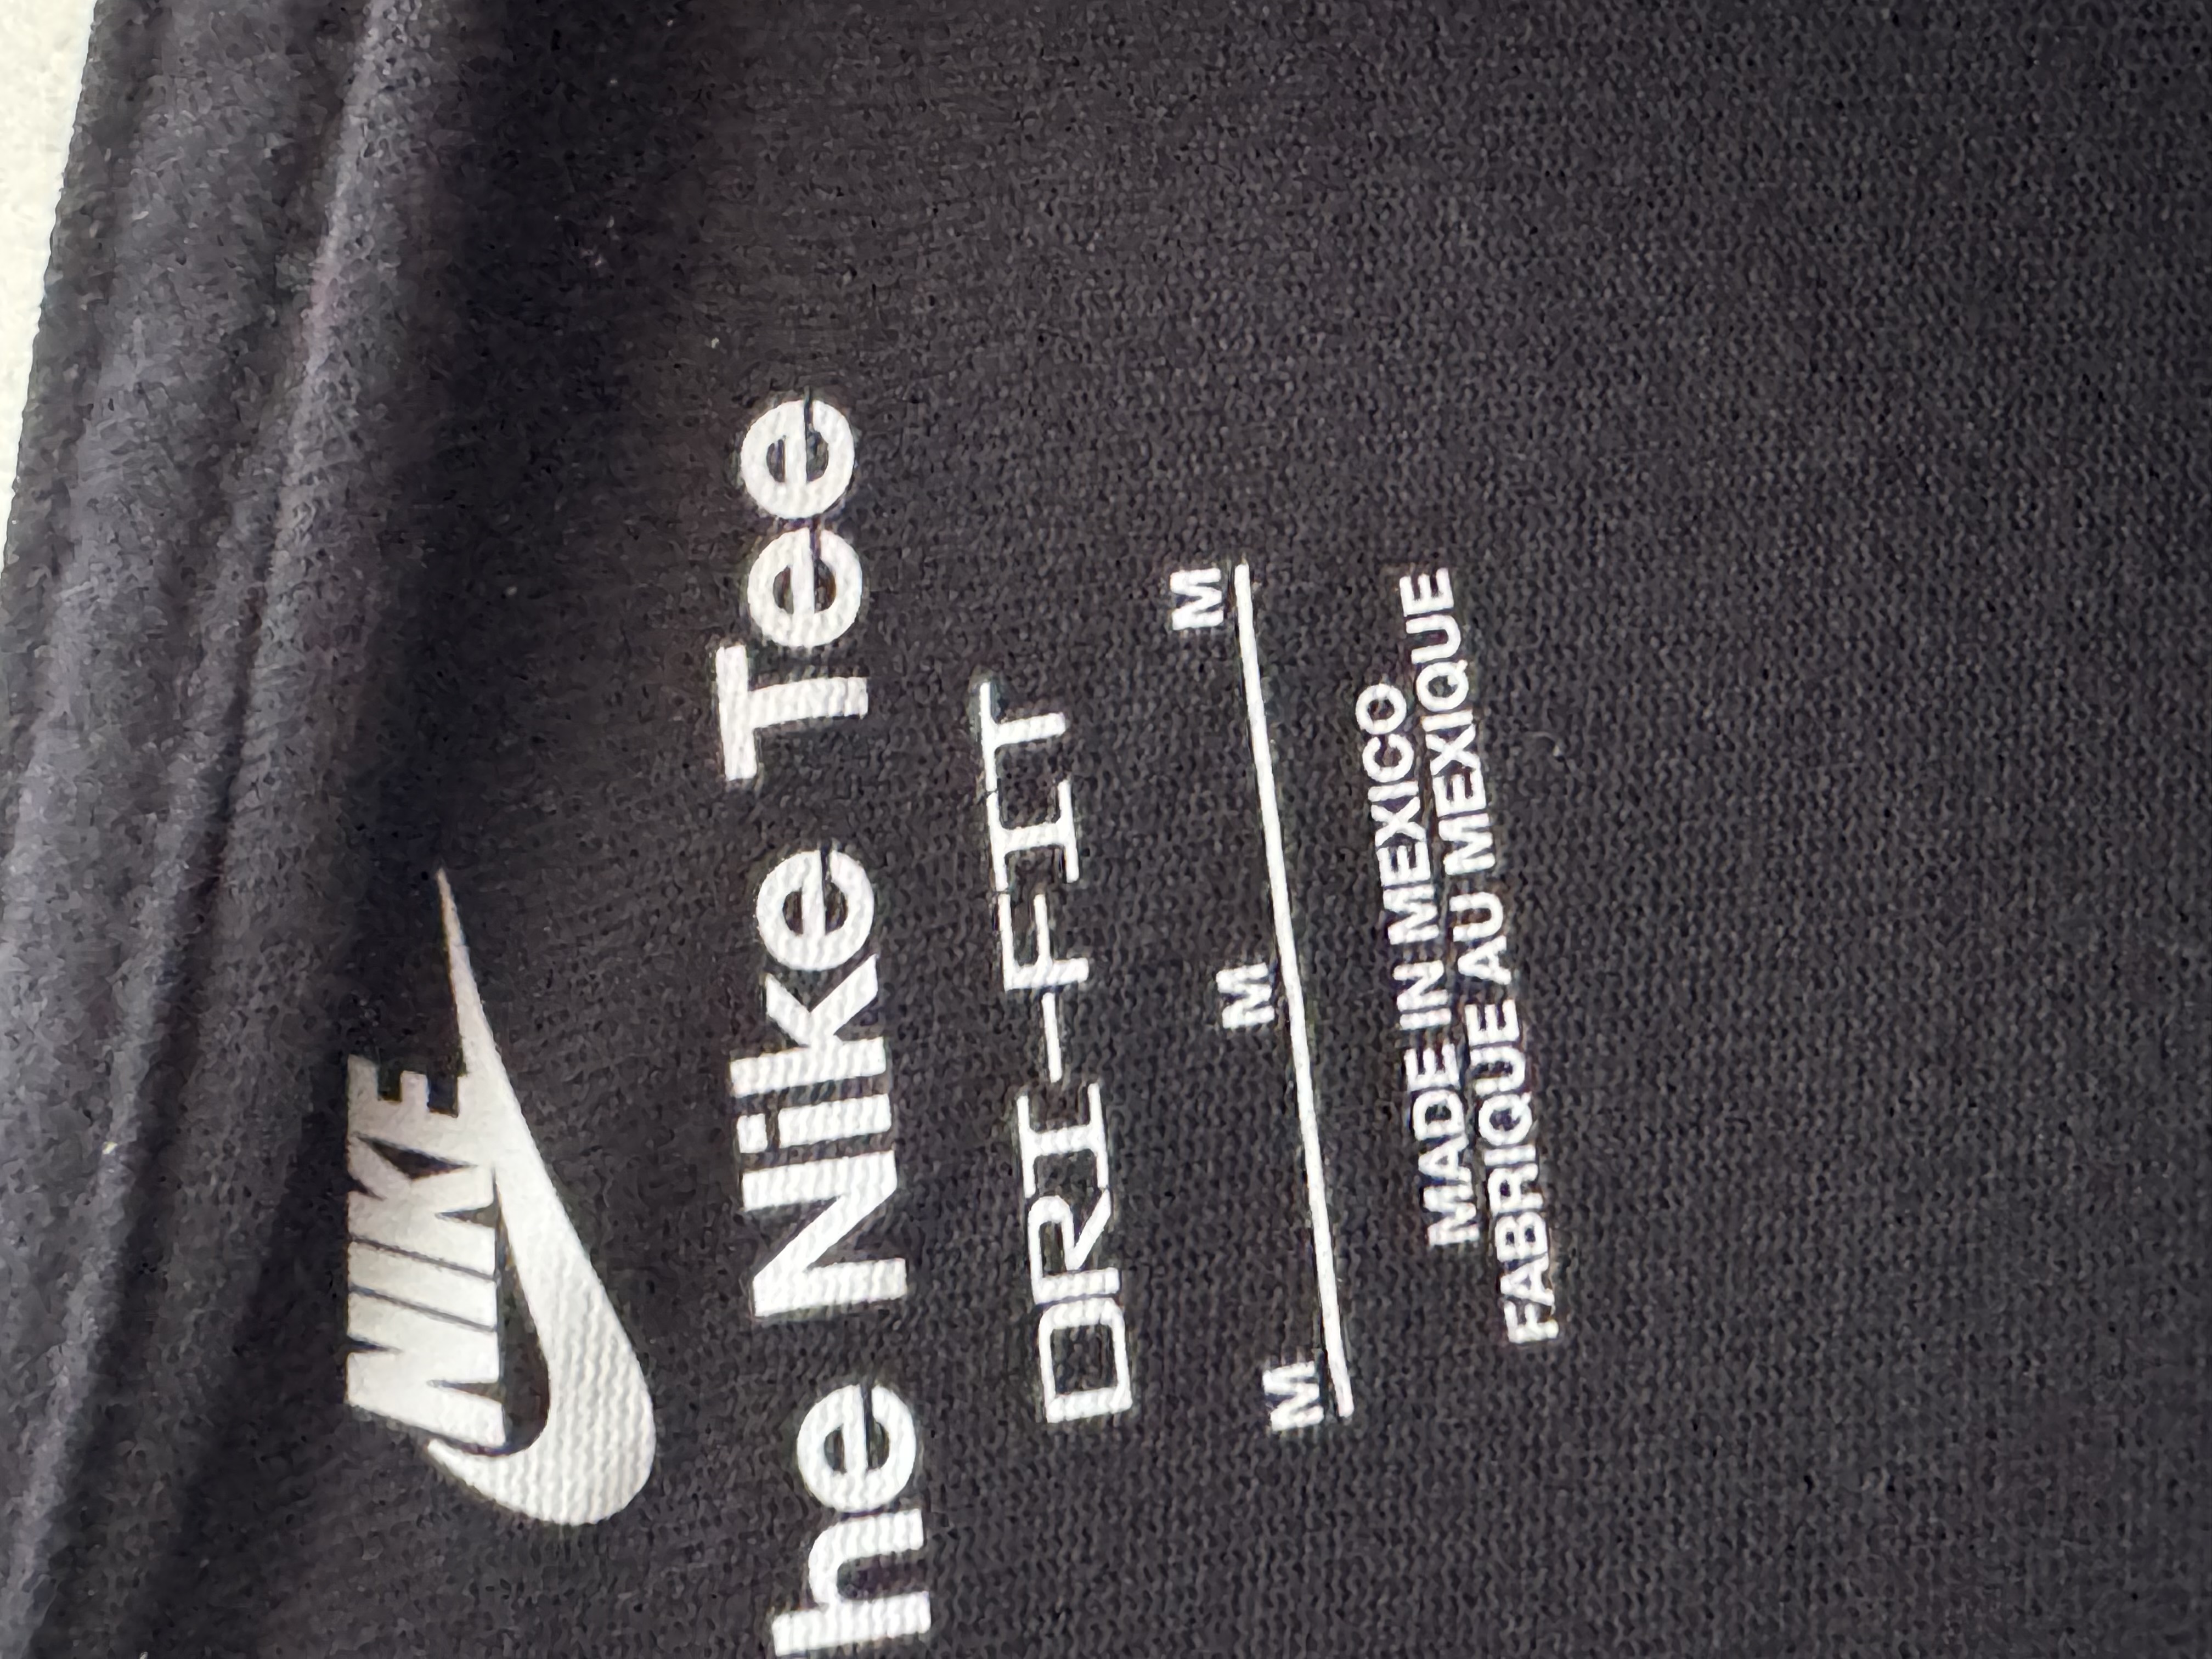 NIKE
he Nike Tee
DRI-FIT
M M M
MADE IN MEXICO
FABRIQUE AU MEXIQUE